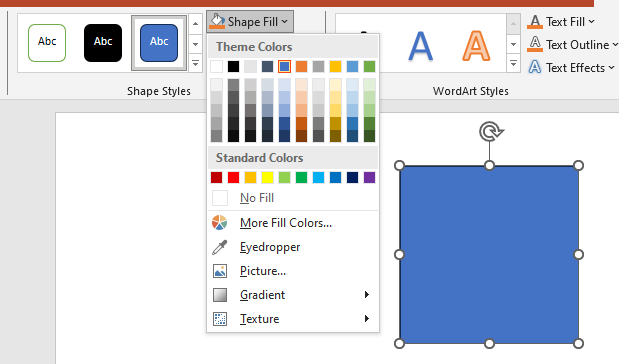 Abc
Abc
Abc
Shape Styles
Shape Fill
Theme Colors
Standard Colors
No Fill
More Fill Colors...
Eyedropper
Picture...
Gradient
Texture
A
A
A
WordArt Styles
Text Fill
Text Outline
Text Effects